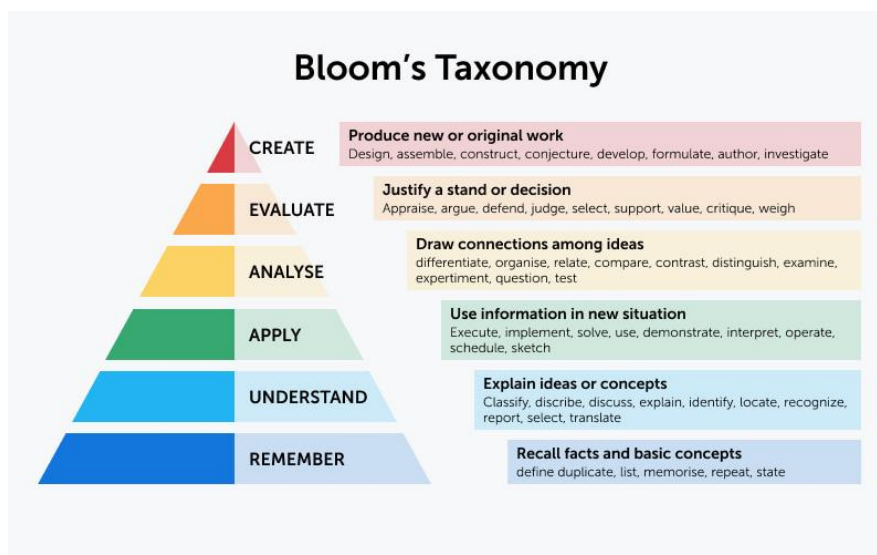 Bloom's Taxonomy
CREATE
Produce new or original work
Design, assemble, construct, conjecture, develop, formulate, author, investigate
EVALUATE
Justify a stand or decision
Appraise, argue, defend, judge, select, support, value, critique, weigh
ANALYSE
Draw connections among ideas
differentiate, organise, relate, compare, contrast, distinguish, examine,
expertiment, question, test
APPLY
Use information in new situation
Execute, implement, solve, use, demonstrate, interpret, operate,
schedule, sketch
UNDERSTAND
Explain ideas or concepts
Classify, discribe, discuss, explain, identify, locate, recognize,
report, select, translate
REMEMBER
Recall facts and basic concepts
define duplicate, list, memorise, repeat, state